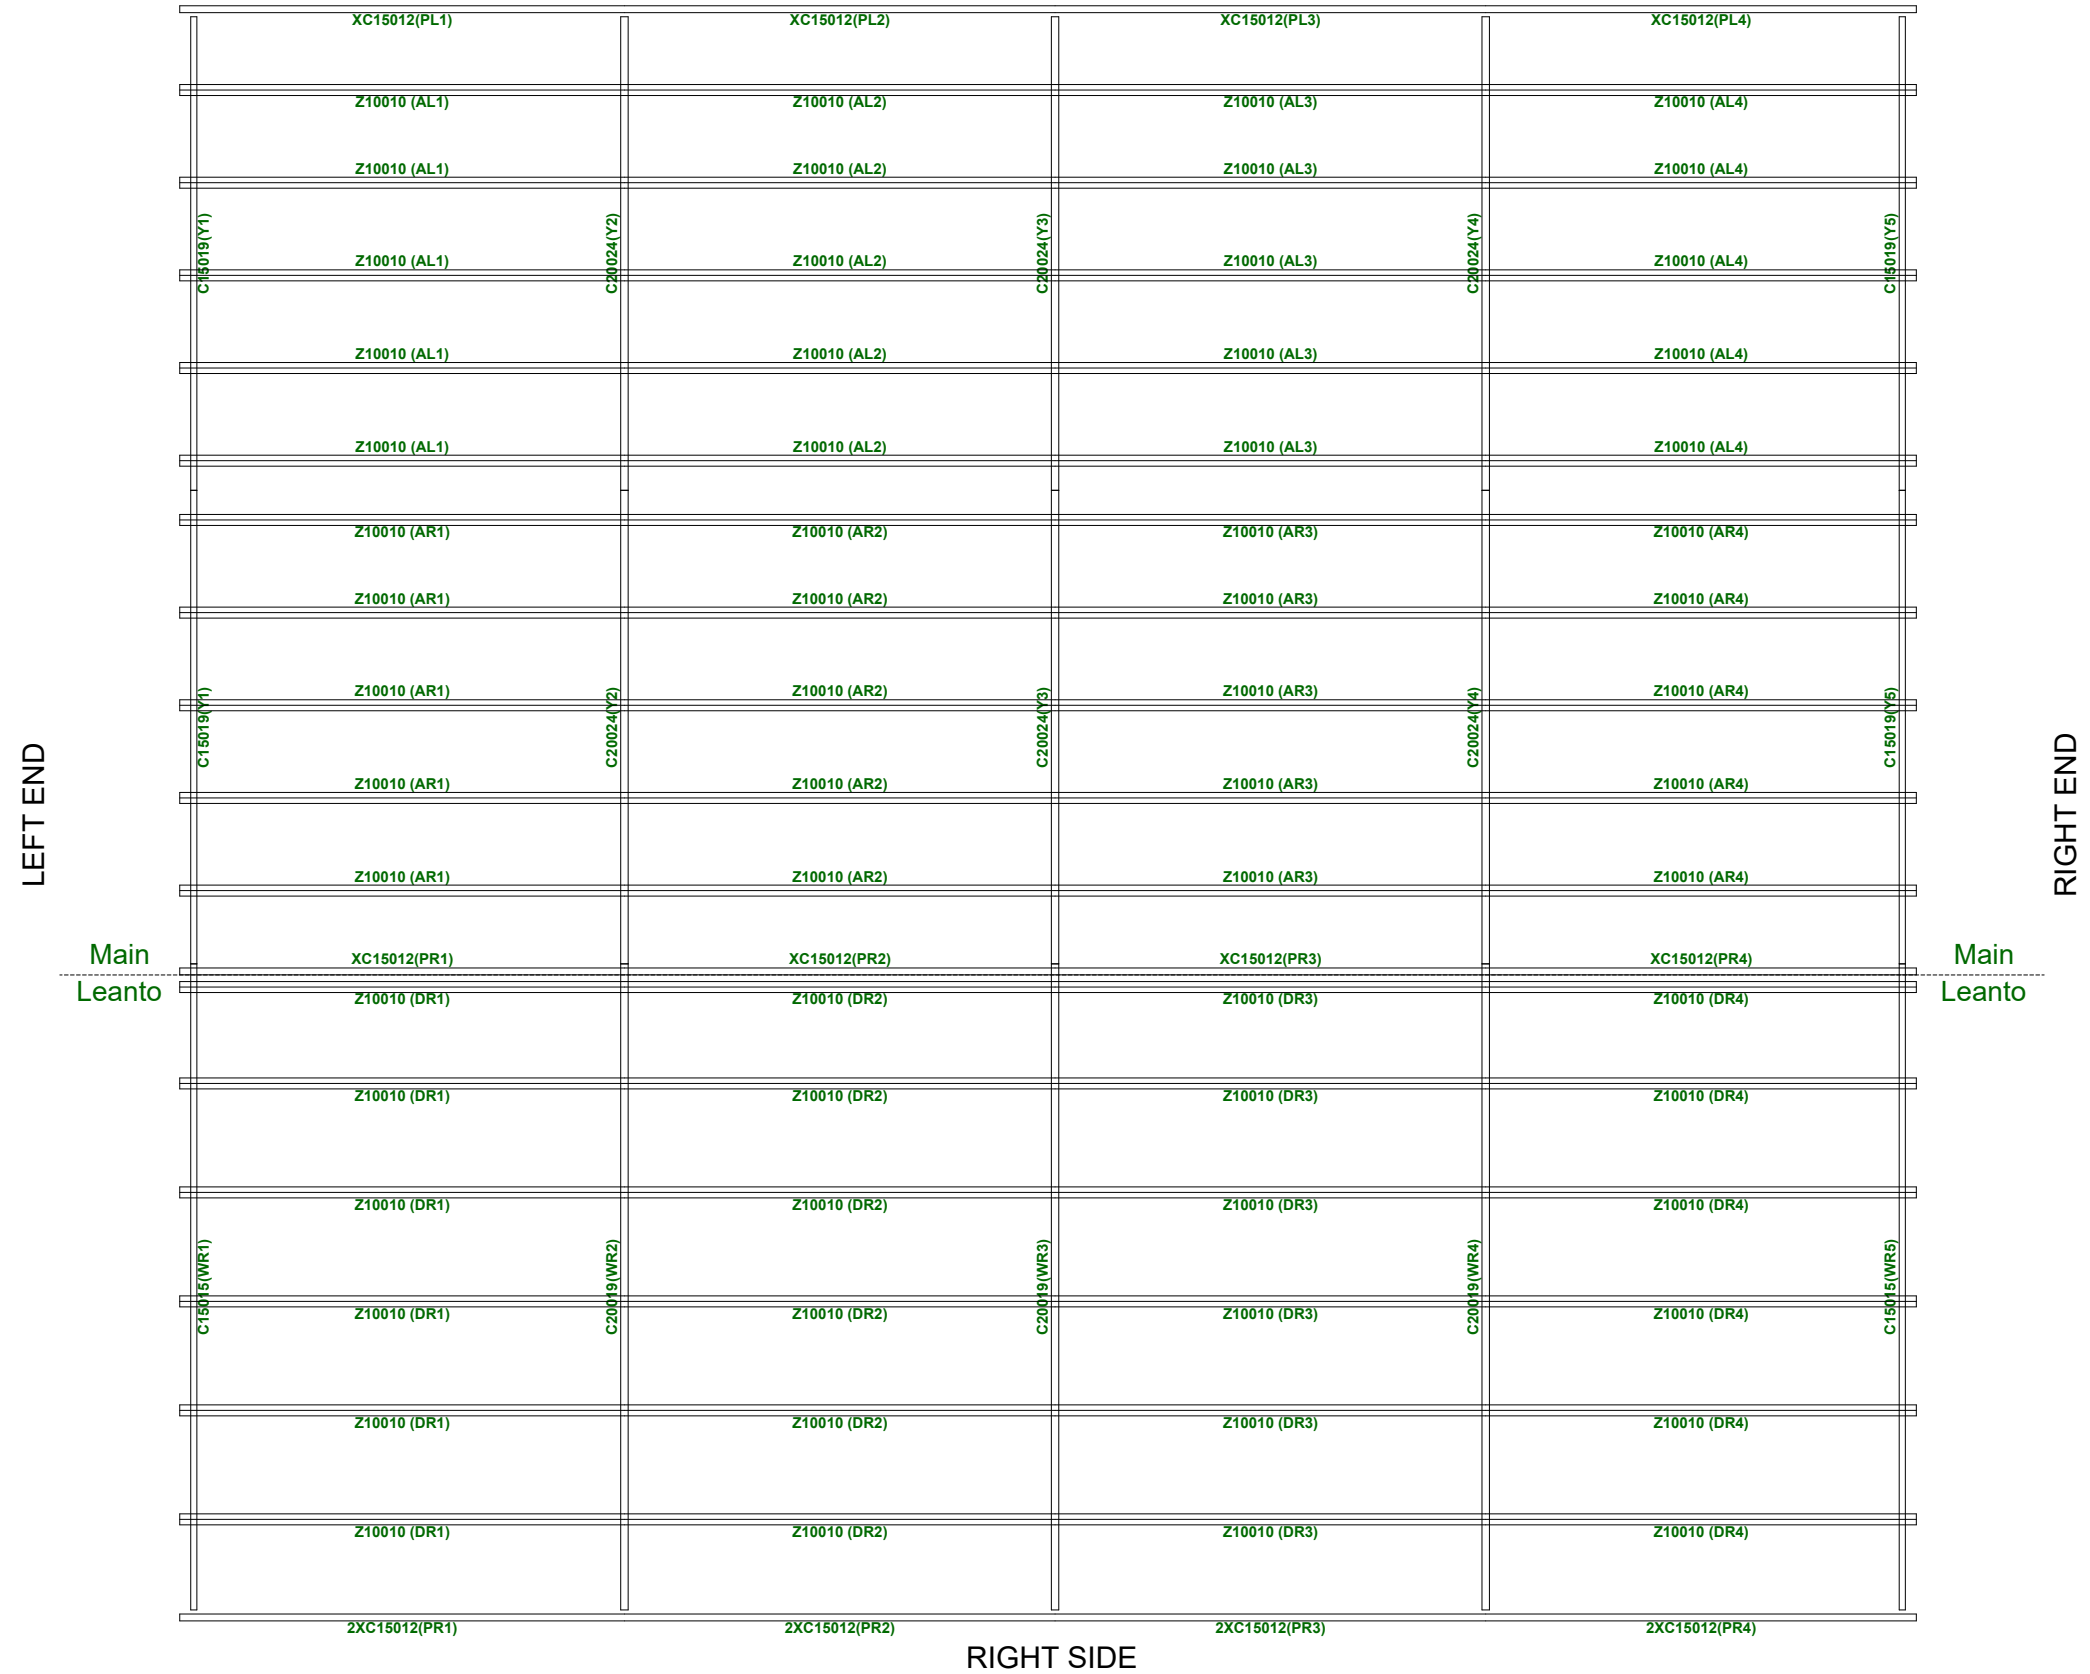 XC15012(PL1) XC15012(PL2) XC15012(PL3) XC15012(PL4)
Z10010 (AL1) Z10010 (AL2) Z10010 (AL3) Z10010 (AL4)
Z10010 (AL1) Z10010 (AL2) Z10010 (AL3) Z10010 (AL4)
C15019(Y1) C20024(Y2) C20024(Y3) C20024(Y4) C15019(Y5)
Z10010 (AL1) Z10010 (AL2) Z10010 (AL3) Z10010 (AL4)
Z10010 (AL1) Z10010 (AL2) Z10010 (AL3) Z10010 (AL4)
Z10010 (AL1) Z10010 (AL2) Z10010 (AL3) Z10010 (AL4)
Z10010 (AR1) Z10010 (AR2) Z10010 (AR3) Z10010 (AR4)
Z10010 (AR1) Z10010 (AR2) Z10010 (AR3) Z10010 (AR4)
Z10010 (AR1) Z10010 (AR2) Z10010 (AR3) Z10010 (AR4)
C15019(Y1) C20024(Y2) C20024(Y3) C20024(Y4) C15019(Y5)
Z10010 (AR1) Z10010 (AR2) Z10010 (AR3) Z10010 (AR4)
LEFT END RIGHT END
Z10010 (AR1) Z10010 (AR2) Z10010 (AR3) Z10010 (AR4)
Main XC15012(PR1) XC15012(PR2) XC15012(PR3) XC15012(PR4) Main
Leanto Z10010 (DR1) Z10010 (DR2) Z10010 (DR3) Z10010 (DR4) Leanto
Z10010 (DR1) Z10010 (DR2) Z10010 (DR3) Z10010 (DR4)
Z10010 (DR1) Z10010 (DR2) Z10010 (DR3) Z10010 (DR4)
C15015(WR1) C20019(WR2) C20019(WR3) C20019(WR4) C15015(WR5)
Z10010 (DR1) Z10010 (DR2) Z10010 (DR3) Z10010 (DR4)
Z10010 (DR1) Z10010 (DR2) Z10010 (DR3) Z10010 (DR4)
Z10010 (DR1) Z10010 (DR2) Z10010 (DR3) Z10010 (DR4)
2XC15012(PR1) 2XC15012(PR2) 2XC15012(PR3) 2XC15012(PR4)
RIGHT SIDE